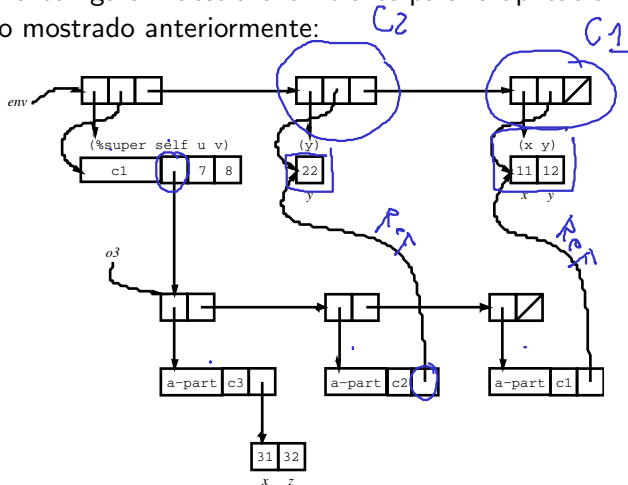 o mostrado anteriormente:
C2
C1
env
(%super self u v)
(y)
(x y)
c1
7
8
22
11
12
y
x
y
Ref
Ref
o3
a-part
c3
a-part
c2
a-part
c1
31
32
x
z